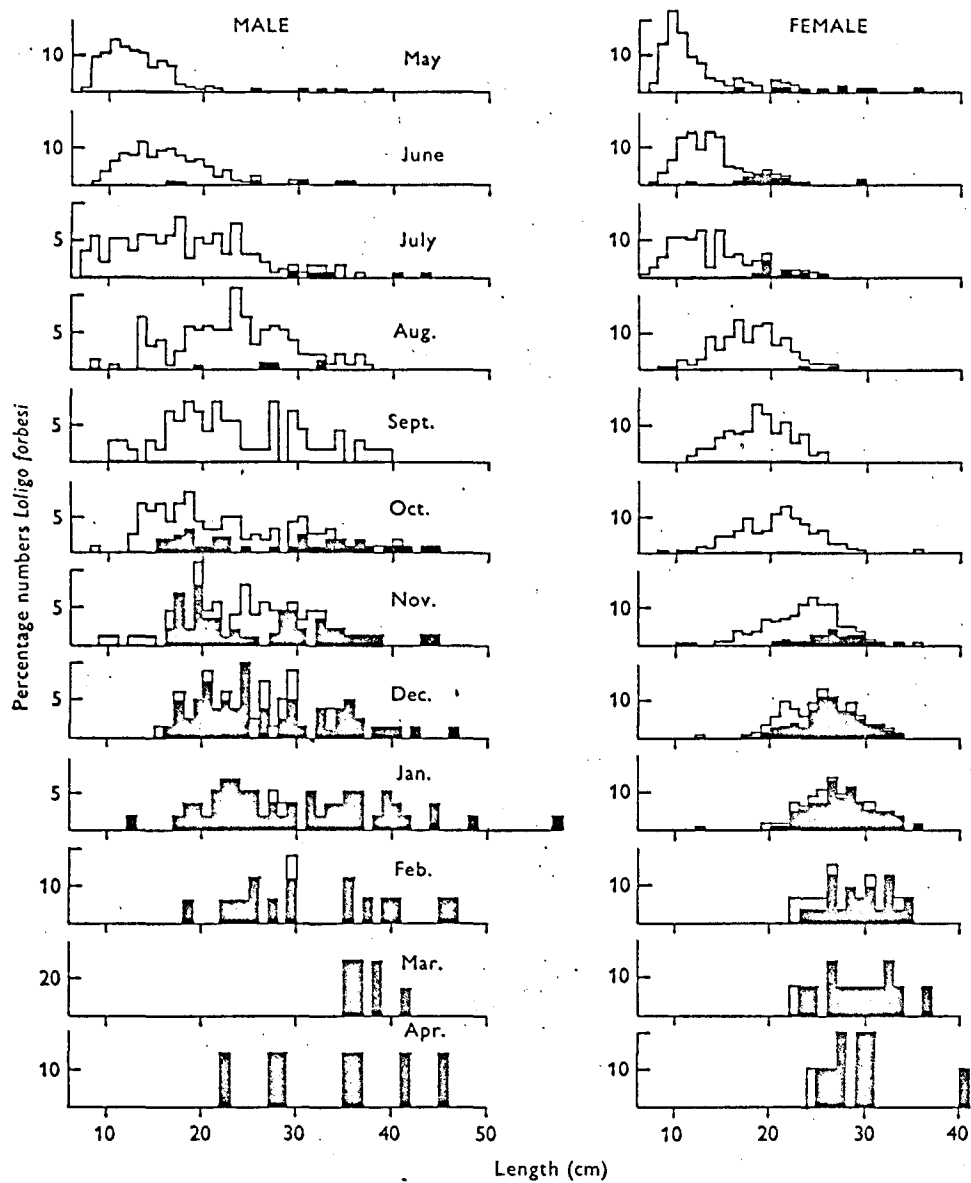 MALE
FEMALE
10
May
10
10
June
10
5
July
10
5
Aug.
10
5
Sept.
10
5
Oct.
10
5
Nov.
10
5
Dec.
10
5
Jan.
10
10
Feb.
10
20
Mar.
10
10
Apr.
10
10 20 30 40 50
10 20 30 40
Length (cm)
Percentage numbers Loligo forbesi